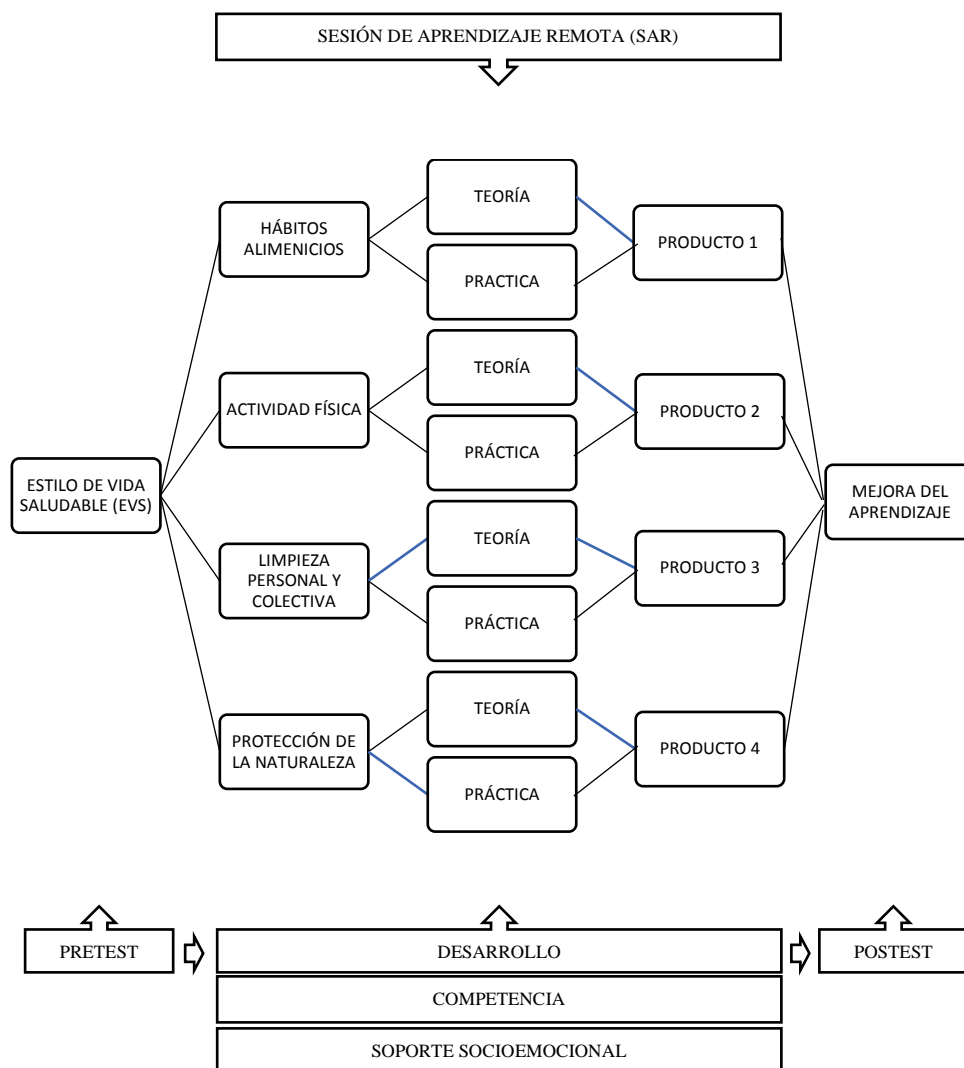 SESIÓN DE APRENDIZAJE REMOTA (SAR)
TEORÍA
HÁBITOS
ALIMENICIOS
PRODUCTO 1
PRACTICA
TEORÍA
ACTIVIDAD FÍSICA
PRODUCTO 2
PRÁCTICA
ESTILO DE VIDA
SALUDABLE (EVS)
MEJORA DEL
APRENDIZAJE
TEORÍA
LIMPIEZA
PERSONAL Y
COLECTIVA
PRODUCTO 3
PRÁCTICA
TEORÍA
PROTECCIÓN DE
LA NATURALEZA
PRODUCTO 4
PRÁCTICA
PRETEST
DESARROLLO
POSTEST
COMPETENCIA
SOPORTE SOCIOEMOCIONAL